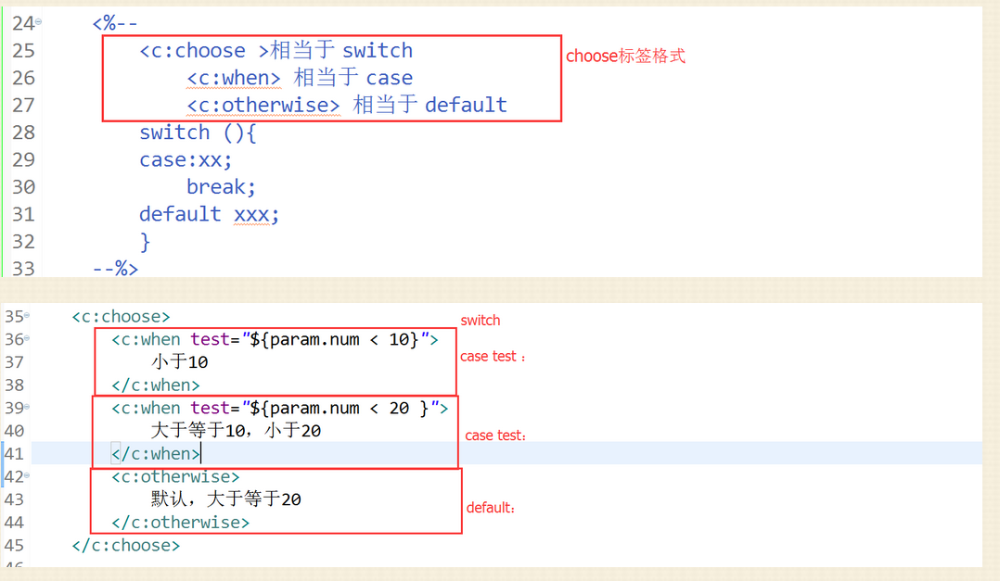 24 <%--
25 <c:choose >相当于 switch
choose标签格式
26 <c:when> 相当于 case
27 <c:otherwise> 相当于 default
28 switch (){
29 case:xx;
30 break;
31 default xxx;
32 }
33 --%>
35 <c:choose>
switch
36 <c:when test="${param.num < 10}">
case test：
37 小于10
38 </c:when>
39 <c:when test="${param.num < 20 }">
case test：
40 大于等于10，小于20
41 </c:when>
42 <c:otherwise>
43 默认，大于等于20
default：
44 </c:otherwise>
45 </c:choose>
46